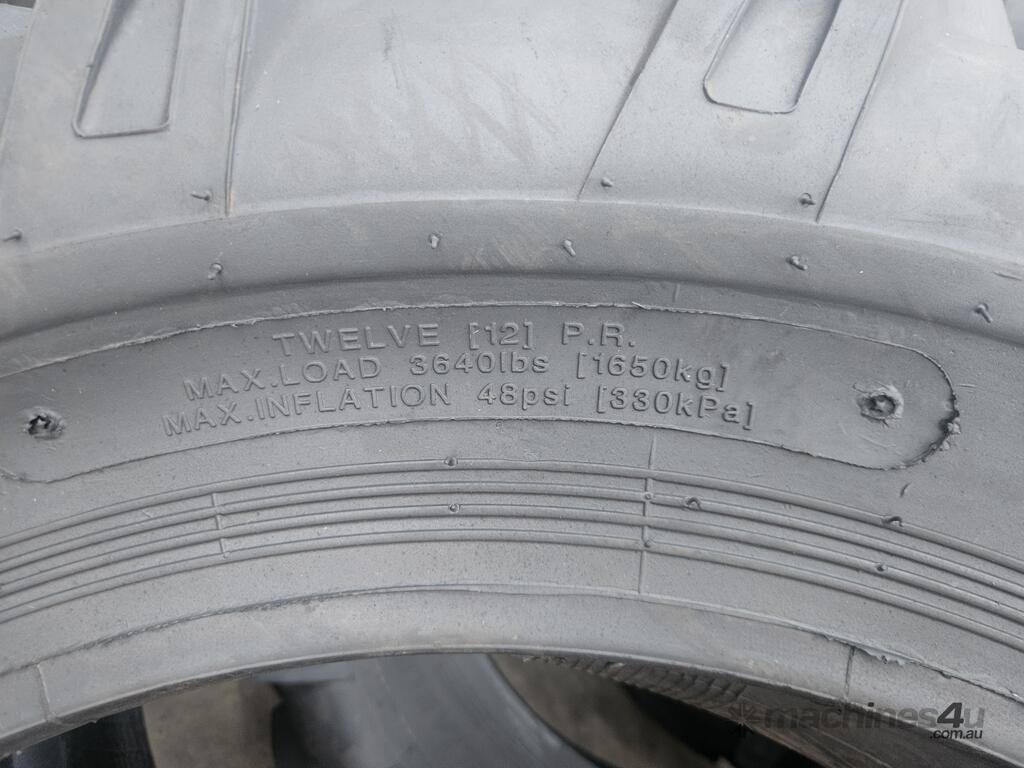 TWELVE [12] P.R.
MAX.LOAD 3640lbs [1650kg]
MAX.INFLATION 48psi [330kPa]
machines4u
.com.au